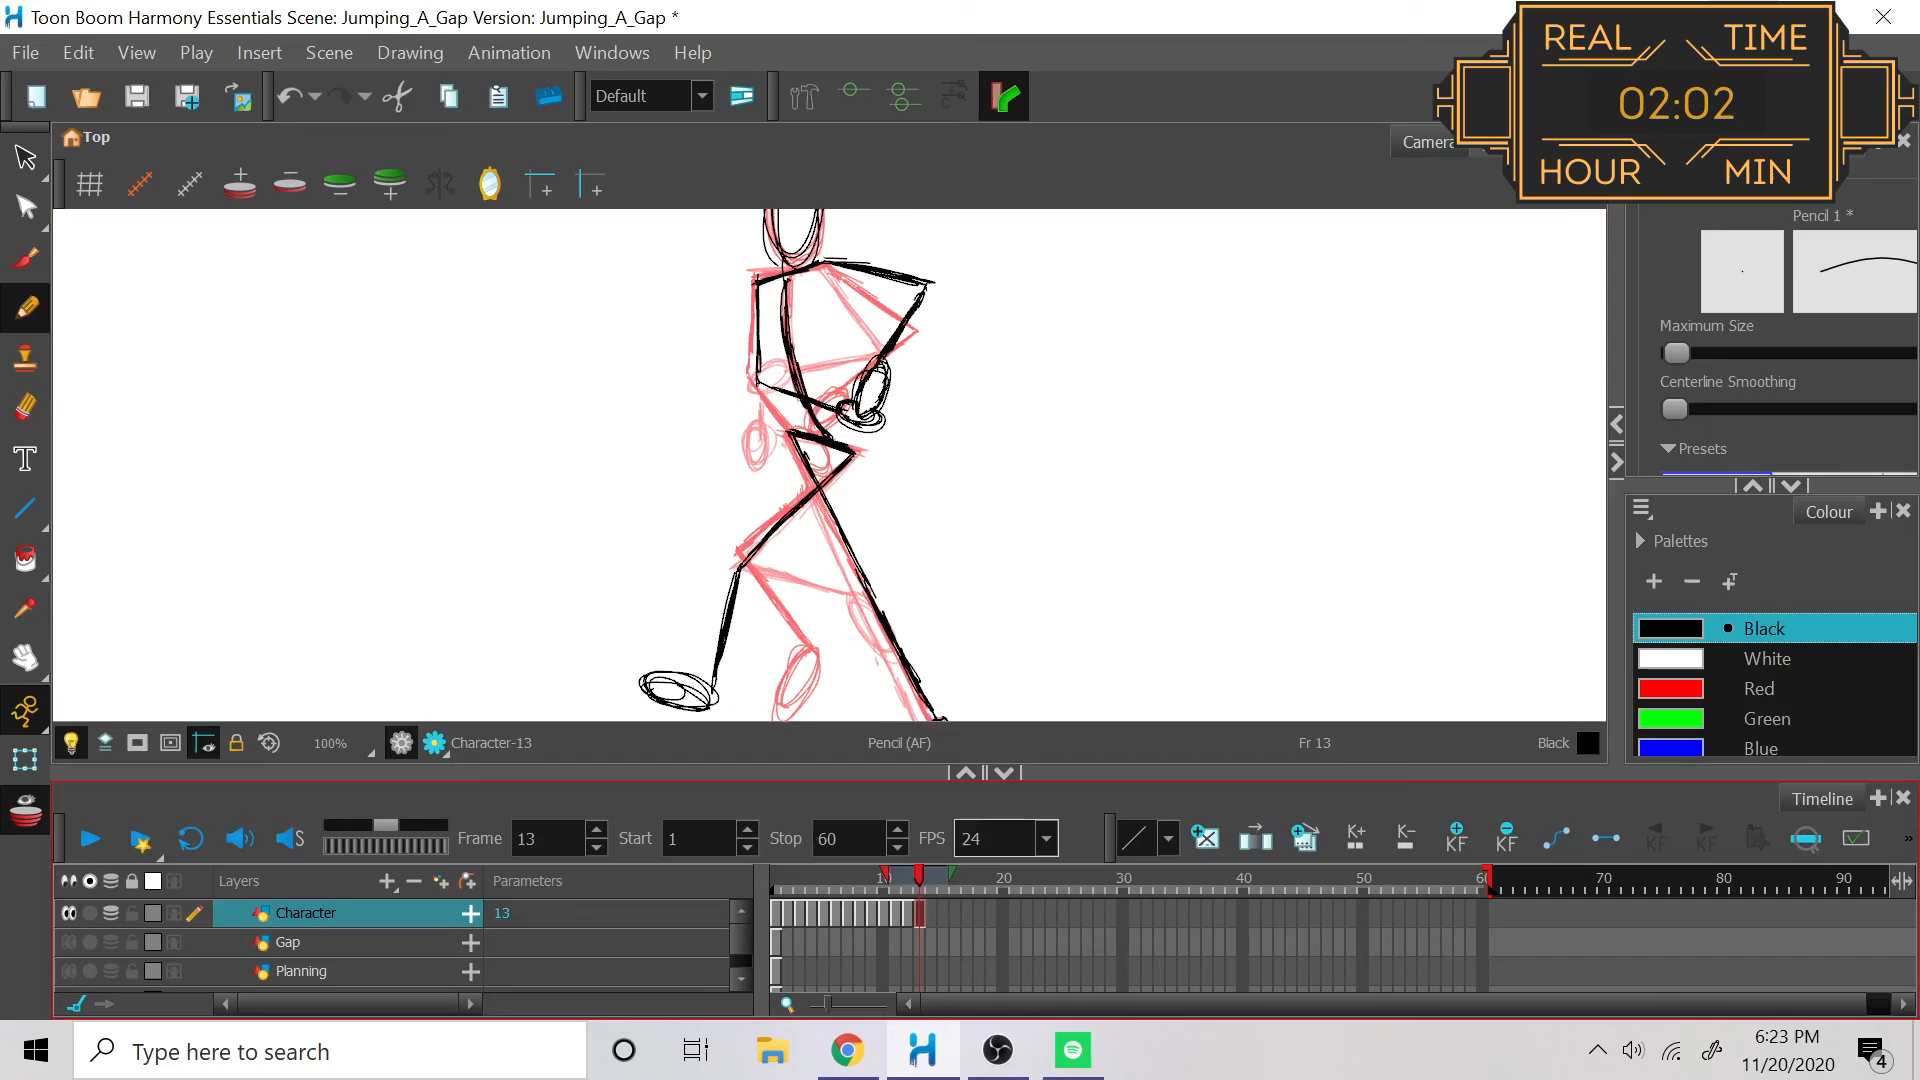 Toon Boom Harmony Essentials Scene: Jumping_A_Gap Version: Jumping_A_Gap *
File Edit View Play Insert Scene Drawing Animation Windows Help
REAL TIME
02:02
HOUR MIN
Default
Top
Camera
Pencil 1 *
Maximum Size
Centerline Smoothing
Presets
Colour
Palettes
Black
White
Red
Green
Blue
100%
Character-13
Pencil (AF)
Fr 13
Black
Timeline
Frame 13 Start 1 Stop 60 FPS 24
K+ K- KF KF KF KF
Layers Parameters
20 30 40 50 70 80 90
Character 13
Gap
Planning
Type here to search
6:23 PM
11/20/2020
4